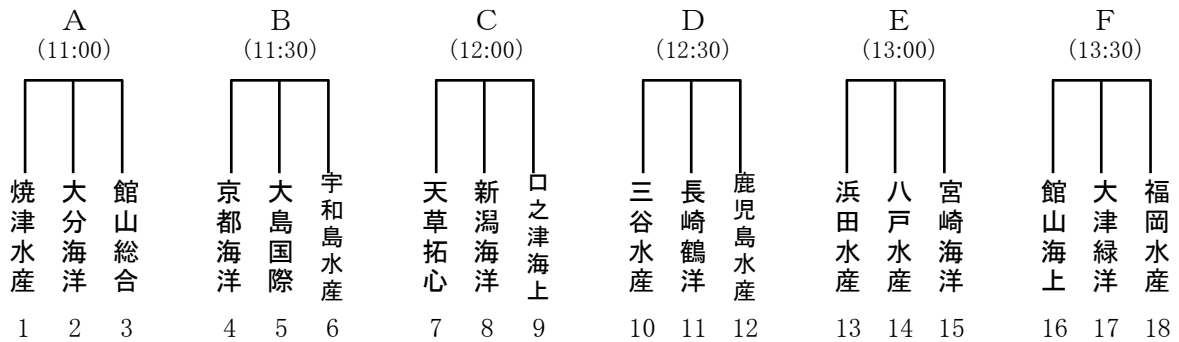 A B C D E F
(11:00) (11:30) (12:00) (12:30) (13:00) (13:30)
焼津水産
大分海洋
館山総合
京都海洋
大島国際
宇和島水産
天草拓心
新潟海洋
口之津海上
三谷水産
長崎鶴洋
鹿児島水産
浜田水産
八戸水産
宮崎海洋
館山海上
大津緑洋
福岡水産
1 2 3 4 5 6 7 8 9 10 11 12 13 14 15 16 17 18